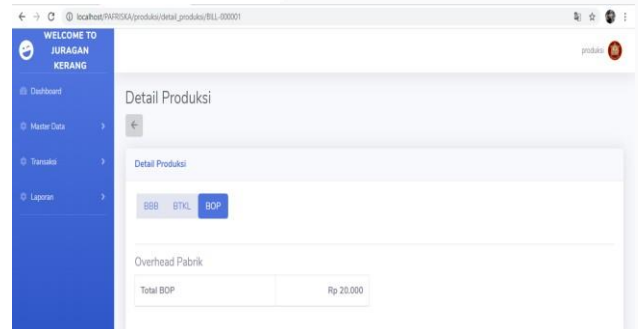 localhost/PAFRISKA/produksi/detail_produksi/BILL-000001
WELCOME TO
JURAGAN
KERANG
produksi
Dashboard
Detail Produksi
Master Data
Transaksi
Detail Produksi
Laporan
BBB BTKL BOP
Overhead Pabrik
Total BOP Rp 20.000